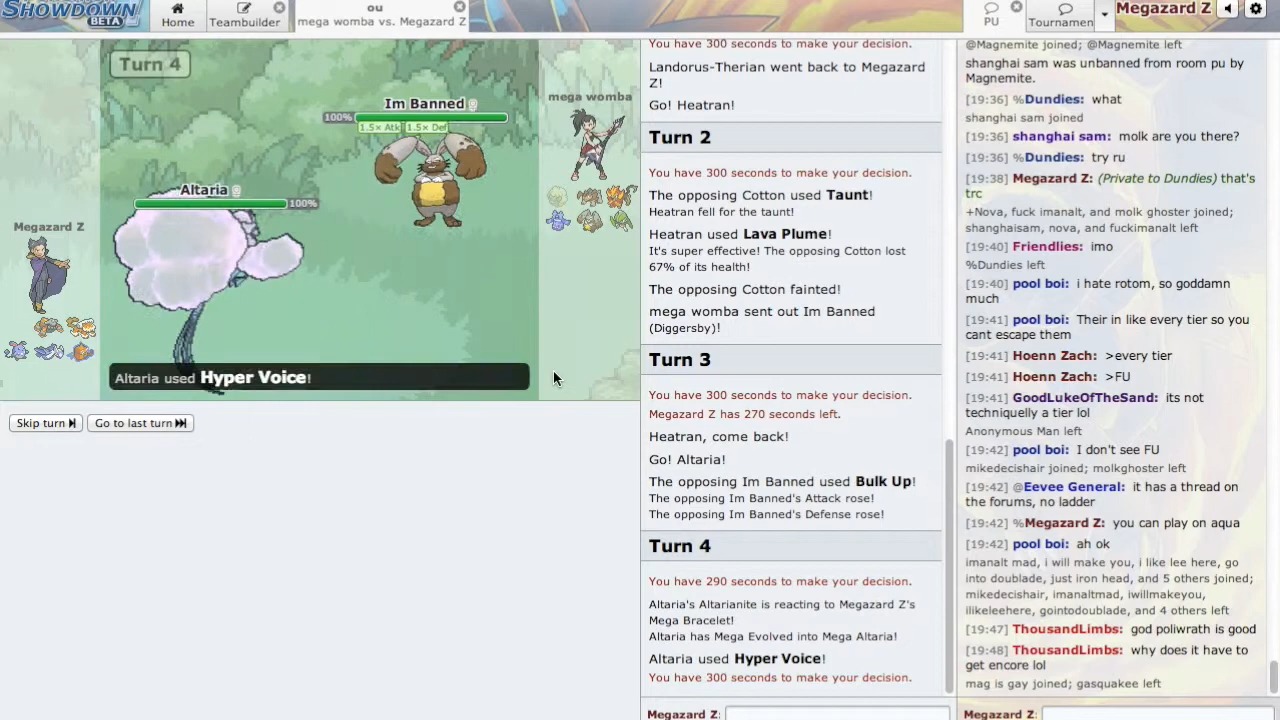 SHOWDOWN
BETA
Home
Teambuilder
ou
mega womba vs. Megazard Z
PU
Tournamen
Megazard Z
Turn 4
Im Banned
100%
1.5× Atk 1.5× Def
Altaria
100%
mega womba
Megazard Z
Altaria used Hyper Voice!
Skip turn
Go to last turn
You have 300 seconds to make your decision.
Landorus-Therian went back to Megazard
Z!
Go! Heatran!
Turn 2
You have 300 seconds to make your decision.
The opposing Cotton used Taunt!
Heatran fell for the taunt!
Heatran used Lava Plume!
It's super effective! The opposing Cotton lost
67% of its health!
The opposing Cotton fainted!
mega womba sent out Im Banned
(Diggersby)!
Turn 3
You have 300 seconds to make your decision.
Megazard Z has 270 seconds left.
Heatran, come back!
Go! Altaria!
The opposing Im Banned used Bulk Up!
The opposing Im Banned's Attack rose!
The opposing Im Banned's Defense rose!
Turn 4
You have 290 seconds to make your decision.
Altaria's Altarianite is reacting to Megazard Z's
Mega Bracelet!
Altaria has Mega Evolved into Mega Altaria!
Altaria used Hyper Voice!
You have 300 seconds to make your decision.
Megazard Z:
@Magnemite joined; @Magnemite left
shanghai sam was unbanned from room pu by
Magnemite.
[19:36] %Dundies: what
shanghai sam joined
[19:36] shanghai sam: molk are you there?
[19:36] %Dundies: try ru
[19:38] Megazard Z: (Private to Dundies) that's
trc
+Nova, fuck imanalt, and molk ghoster joined;
shanghaisam, nova, and fuckimanalt left
[19:40] Friendlies: imo
%Dundies left
[19:40] pool boi: i hate rotom, so goddamn
much
[19:41] pool boi: Their in like every tier so you
cant escape them
[19:41] Hoenn Zach: >every tier
[19:41] Hoenn Zach: >FU
[19:41] GoodLukeOfTheSand: its not
techniquelly a tier lol
Anonymous Man left
[19:42] pool boi: I don't see FU
mikedecishair joined; molkghoster left
[19:42] @Eevee General: it has a thread on
the forums, no ladder
[19:42] %Megazard Z: you can play on aqua
[19:42] pool boi: ah ok
imanalt mad, i will make you, i like lee here, go
into doublade, just iron head, and 5 others joined;
mikedecishair, imanaltmad, iwillmakeyou,
ilikeleehere, gointodoublade, and 4 others left
[19:47] ThousandLimbs: god poliwrath is good
[19:48] ThousandLimbs: why does it have to
get encore lol
mag is gay joined; gasquakee left
Megazard Z: